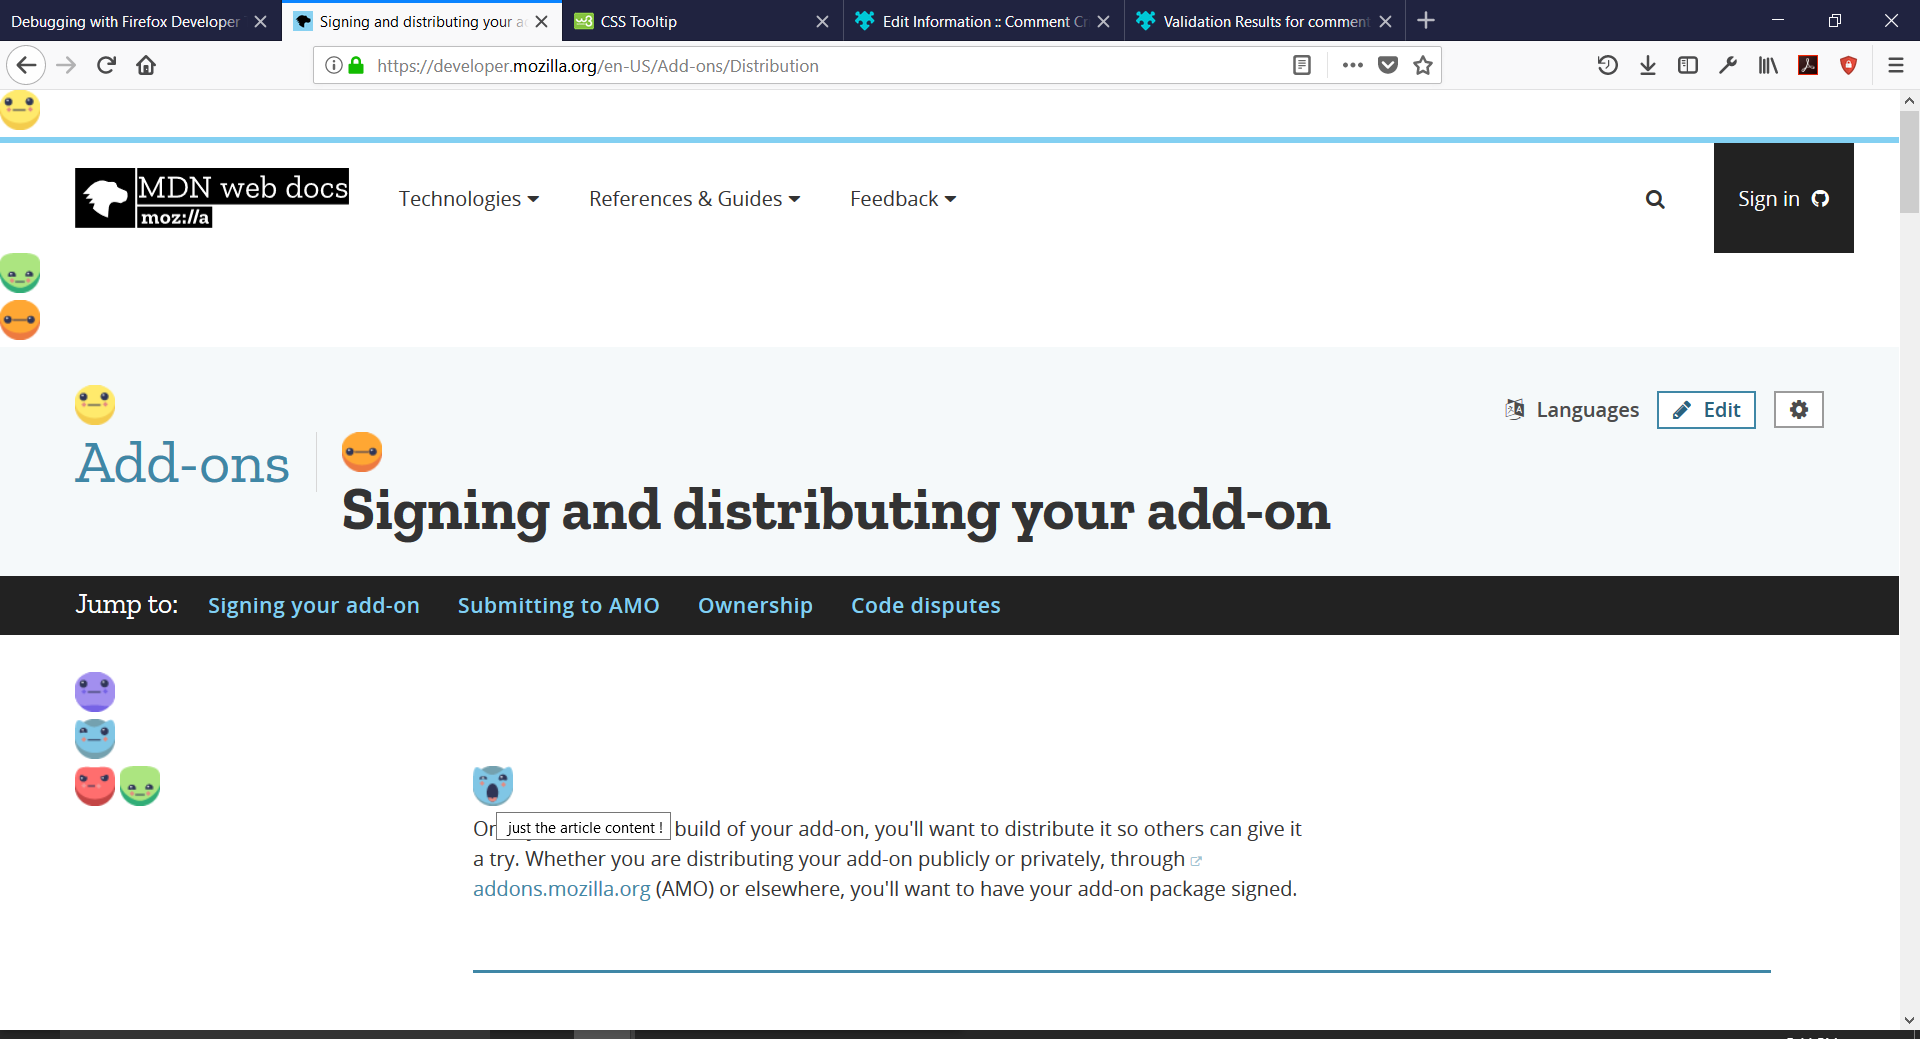 Debugging with Firefox Developer
Signing and distributing your a
CSS Tooltip
Edit Information :: Comment Cr
Validation Results for comment
https://developer.mozilla.org/en-US/Add-ons/Distribution
MDN web docs
moz://a
Technologies
References & Guides
Feedback
Sign in
Languages
Edit
Add-ons
Signing and distributing your add-on
Jump to:
Signing your add-on
Submitting to AMO
Ownership
Code disputes
just the article content !
build of your add-on, you'll want to distribute it so others can give it
a try. Whether you are distributing your add-on publicly or privately, through
addons.mozilla.org (AMO) or elsewhere, you'll want to have your add-on package signed.